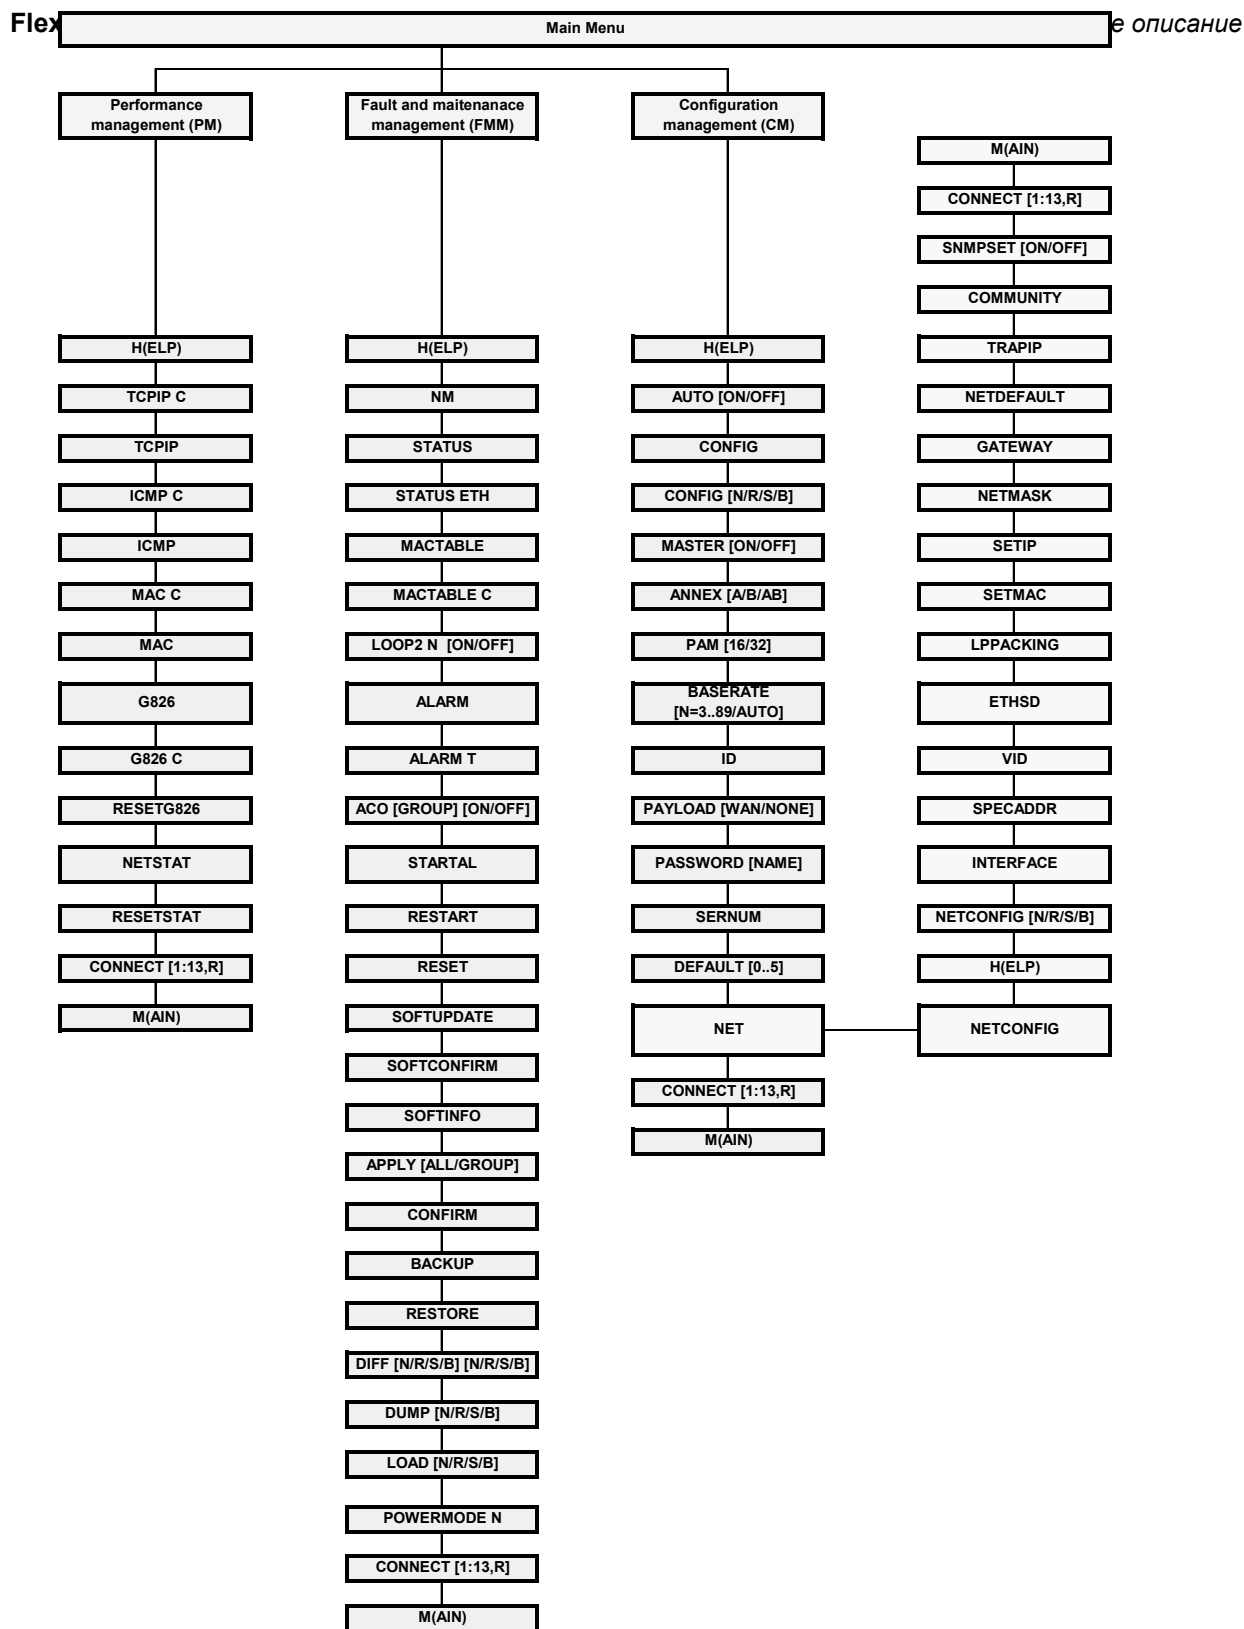 Flex
Main Menu
е описание
Performance
management (PM)
Fault and maitenanace
management (FMM)
Configuration
management (CM)
H(ELP)
TCPIP C
TCPIP
ICMP C
ICMP
MAC C
MAC
G826
G826 C
RESETG826
NETSTAT
RESETSTAT
CONNECT [1:13,R]
M(AIN)
H(ELP)
NM
STATUS
STATUS ETH
MACTABLE
MACTABLE C
LOOP2 N [ON/OFF]
ALARM
ALARM T
ACO [GROUP] [ON/OFF]
STARTAL
RESTART
RESET
SOFTUPDATE
SOFTCONFIRM
SOFTINFO
APPLY [ALL/GROUP]
CONFIRM
BACKUP
RESTORE
DIFF [N/R/S/B] [N/R/S/B]
DUMP [N/R/S/B]
LOAD [N/R/S/B]
POWERMODE N
CONNECT [1:13,R]
M(AIN)
H(ELP)
AUTO [ON/OFF]
CONFIG
CONFIG [N/R/S/B]
MASTER [ON/OFF]
ANNEX [A/B/AB]
PAM [16/32]
BASERATE
[N=3..89/AUTO]
ID
PAYLOAD [WAN/NONE]
PASSWORD [NAME]
SERNUM
DEFAULT [0..5]
NET
CONNECT [1:13,R]
M(AIN)
M(AIN)
CONNECT [1:13,R]
SNMPSET [ON/OFF]
COMMUNITY
TRAPIP
NETDEFAULT
GATEWAY
NETMASK
SETIP
SETMAC
LPPACKING
ETHSD
VID
SPECADDR
INTERFACE
NETCONFIG [N/R/S/B]
H(ELP)
NETCONFIG